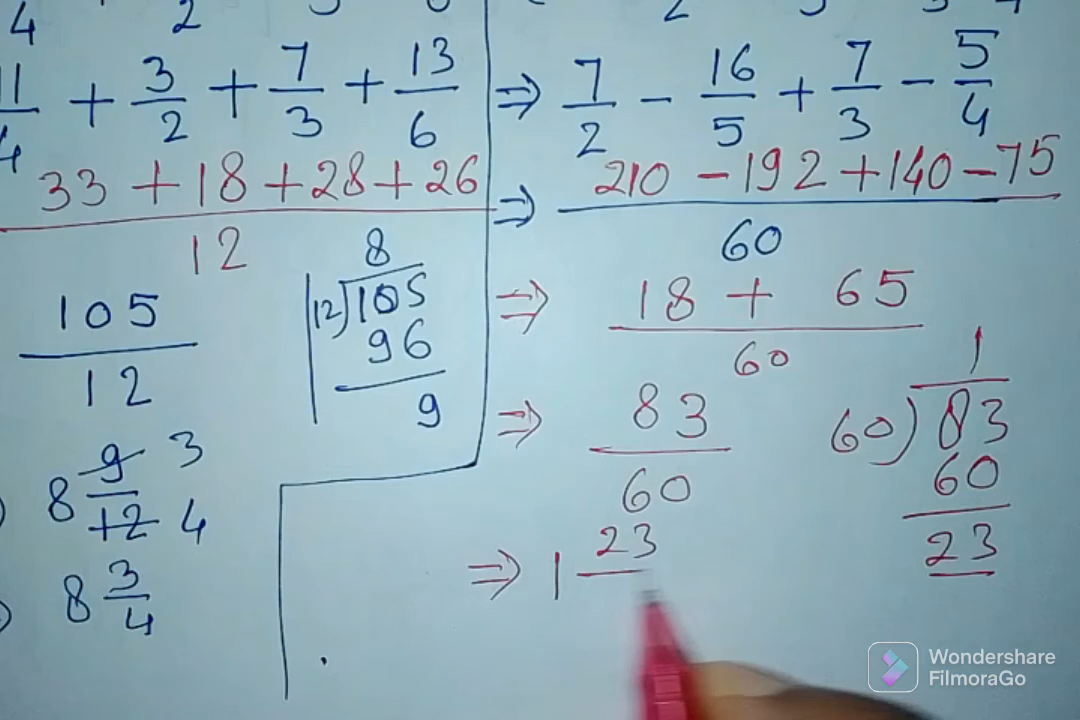 11/4 + 3/2 + 7/3 + 13/6
33 + 18 + 28 + 26 / 12
105 / 12
12)105
8
96
9
8 9/12 3 4
8 3/4
⇒ 7/2 - 16/5 + 7/3 - 5/4
⇒ 210 - 192 + 140 - 75 / 60
⇒ 18 + 65 / 60
⇒ 83 / 60
1
60)83
60
23
⇒ 1 23
Wondershare
FilmoraGo